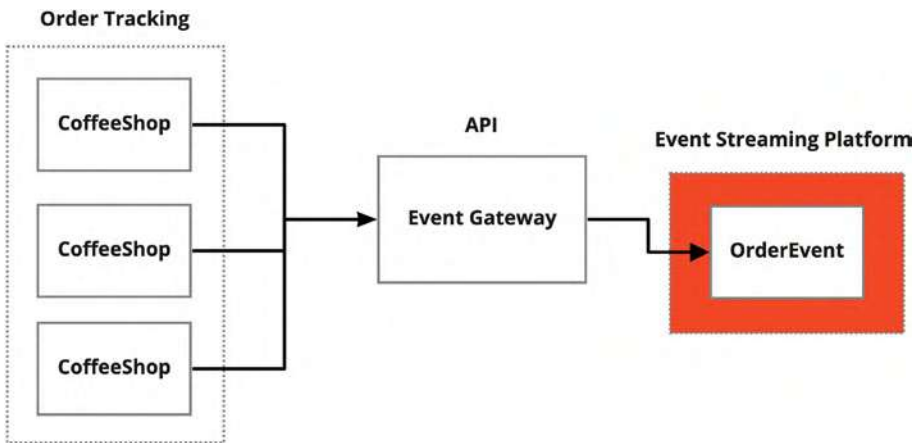 Order Tracking
CoffeeShop
CoffeeShop
CoffeeShop
API
Event Gateway
Event Streaming Platform
OrderEvent